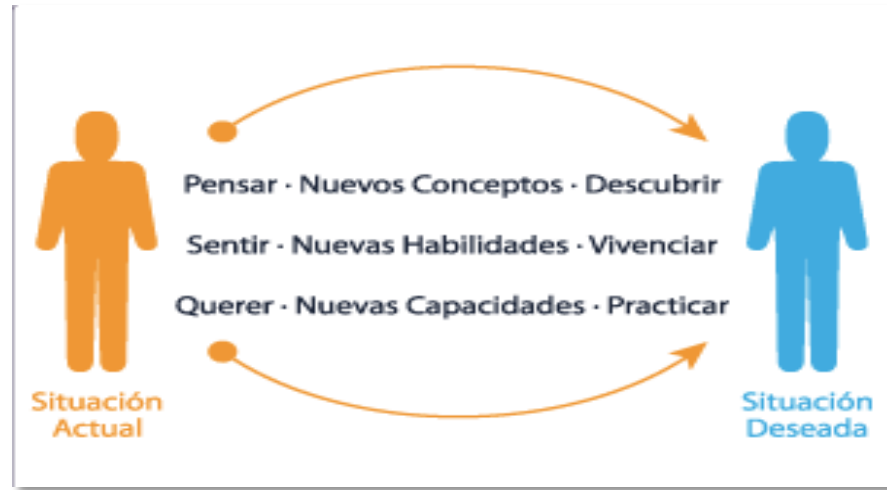 Pensar · Nuevos Conceptos · Descubrir
Sentir · Nuevas Habilidades · Vivenciar
Querer · Nuevas Capacidades · Practicar
Situación
Actual
Situación
Deseada